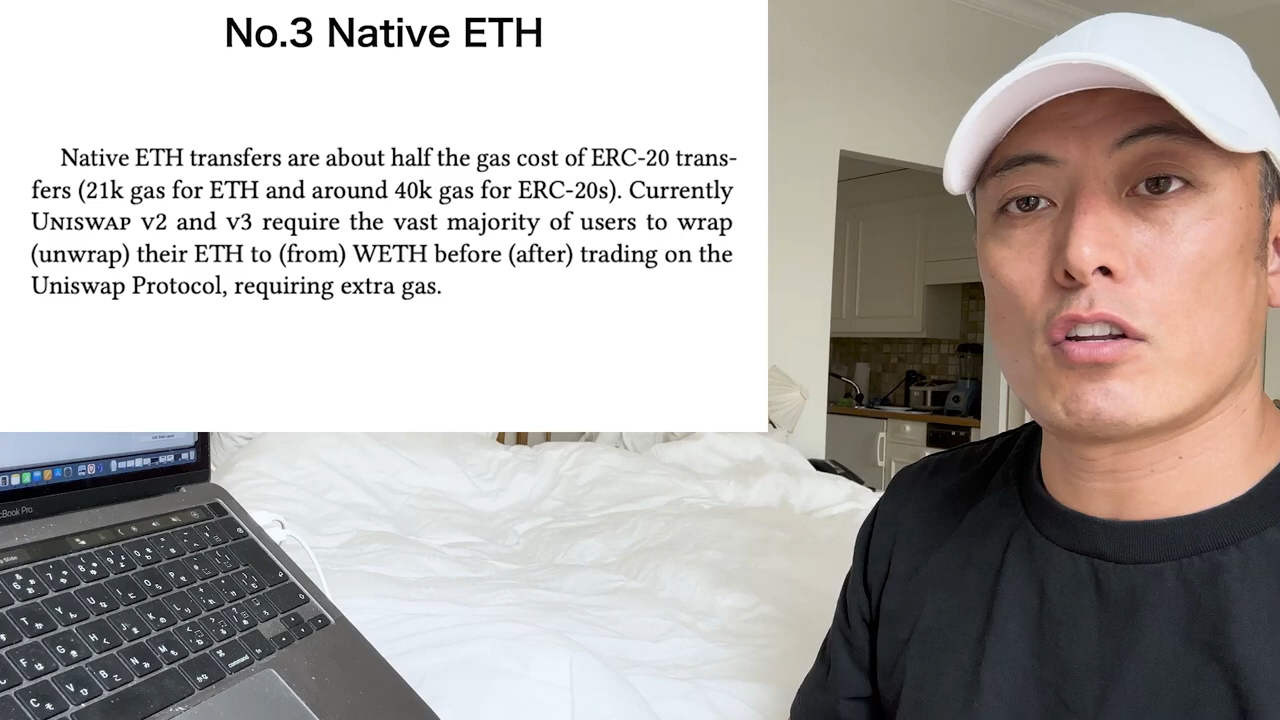 No.3 Native ETH
Native ETH transfers are about half the gas cost of ERC-20 trans-
fers (21k gas for ETH and around 40k gas for ERC-20s). Currently
UNISWAP v2 and v3 require the vast majority of users to wrap
(unwrap) their ETH to (from) WETH before (after) trading on the
Uniswap Protocol, requiring extra gas.
cBook Pro
command